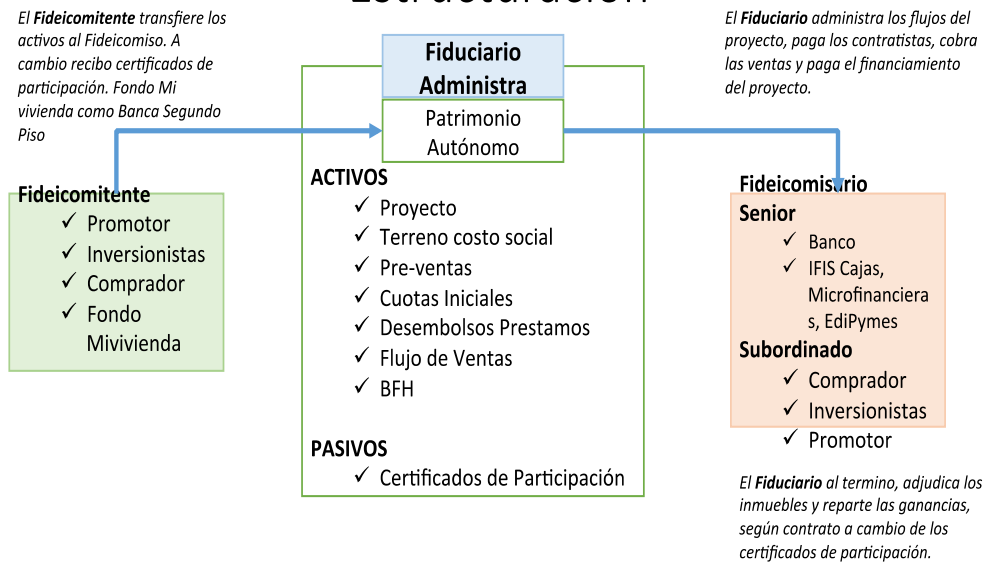 Estructuración
El Fideicomitente transfiere los
activos al Fideicomiso. A
cambio recibo certificados de
participación. Fondo Mi
vivienda como Banca Segundo
Piso
Fideicomitente
✓ Promotor
✓ Inversionistas
✓ Comprador
✓ Fondo
Mivivienda
Fiduciario
Administra
Patrimonio
Autónomo
ACTIVOS
✓ Proyecto
✓ Terreno costo social
✓ Pre-ventas
✓ Cuotas Iniciales
✓ Desembolsos Prestamos
✓ Flujo de Ventas
✓ BFH
PASIVOS
✓ Certificados de Participación
El Fiduciario administra los flujos del
proyecto, paga los contratistas, cobra
las ventas y paga el financiamiento
del proyecto.
Fideicomisario
Senior
✓ Banco
✓ IFIS Cajas,
Microfinanciera
s, EdiPymes
Subordinado
✓ Comprador
✓ Inversionistas
✓ Promotor
El Fiduciario al termino, adjudica los
inmuebles y reparte las ganancias,
según contrato a cambio de los
certificados de participación.